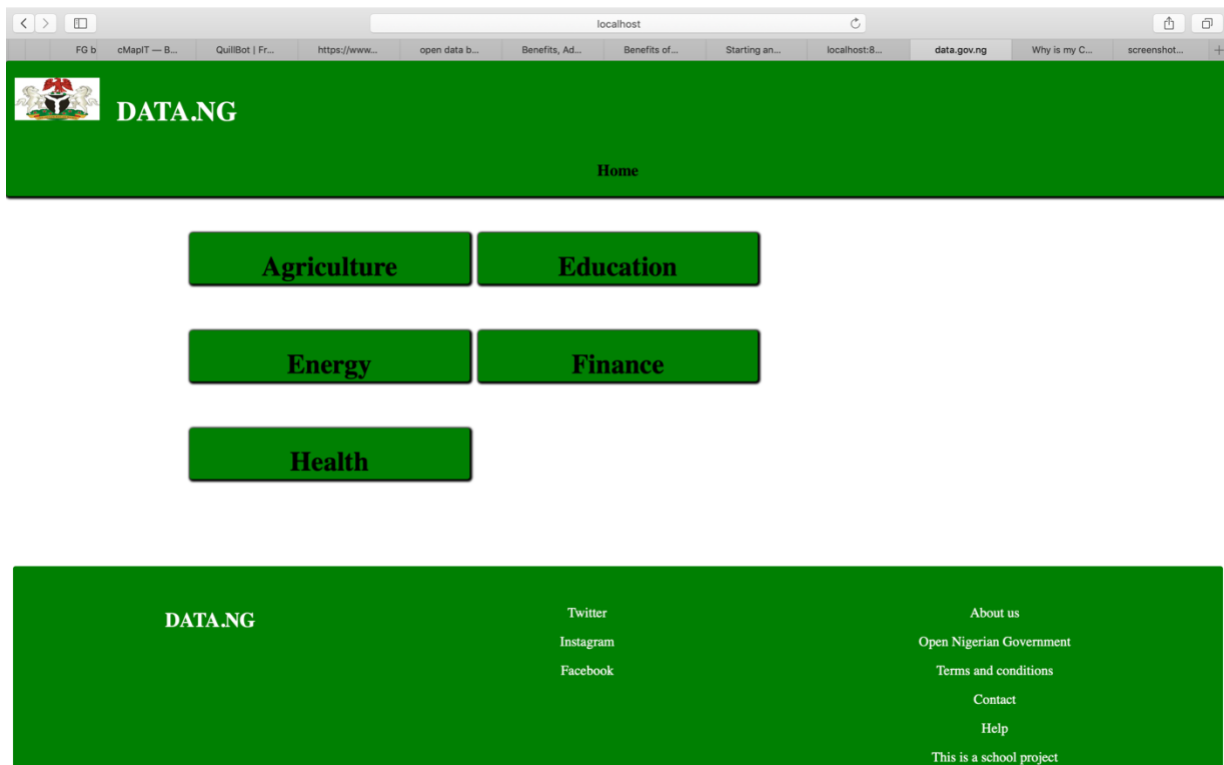 localhost
FG b cMapIT — B... QuillBot | Fr... https://www... open data b... Benefits, Ad... Benefits of... Starting an... localhost:8... data.gov.ng Why is my C... screenshot...
DATA.NG
Home
Agriculture Education
Energy Finance
Health
DATA.NG
Twitter
Instagram
Facebook
About us
Open Nigerian Government
Terms and conditions
Contact
Help
This is a school project